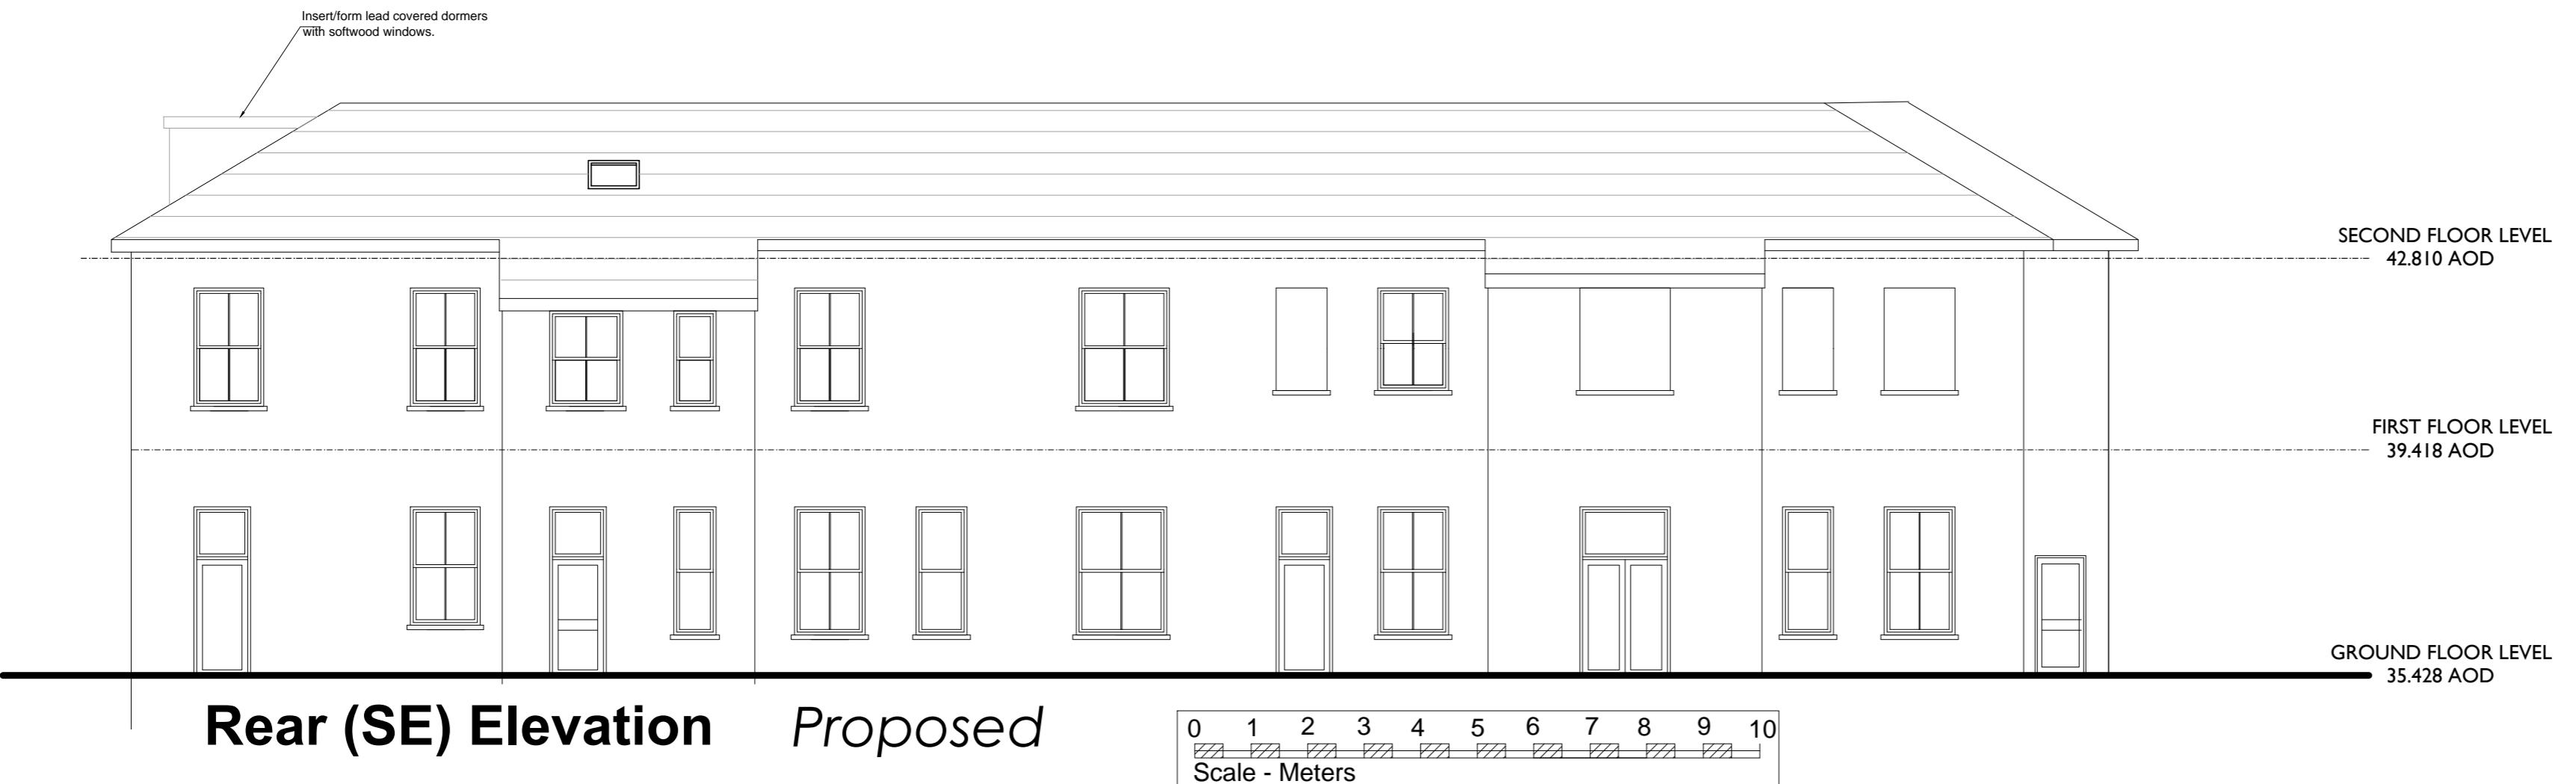 Insert/form lead covered dormers
with softwood windows.
SECOND FLOOR LEVEL
42.810 AOD
FIRST FLOOR LEVEL
39.418 AOD
GROUND FLOOR LEVEL
35.428 AOD
Rear (SE) Elevation Proposed
0 1 2 3 4 5 6 7 8 9 10
Scale - Meters